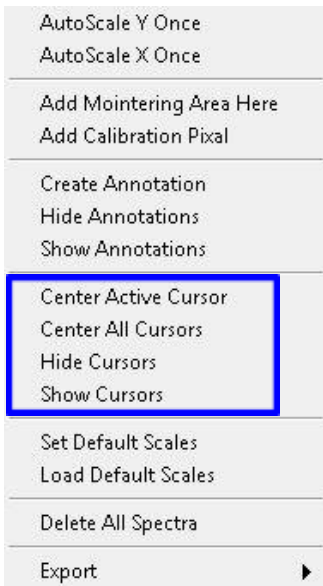 AutoScale Y Once
AutoScale X Once
Add Mointering Area Here
Add Calibration Pixal
Create Annotation
Hide Annotations
Show Annotations
Center Active Cursor
Center All Cursors
Hide Cursors
Show Cursors
Set Default Scales
Load Default Scales
Delete All Spectra
Export